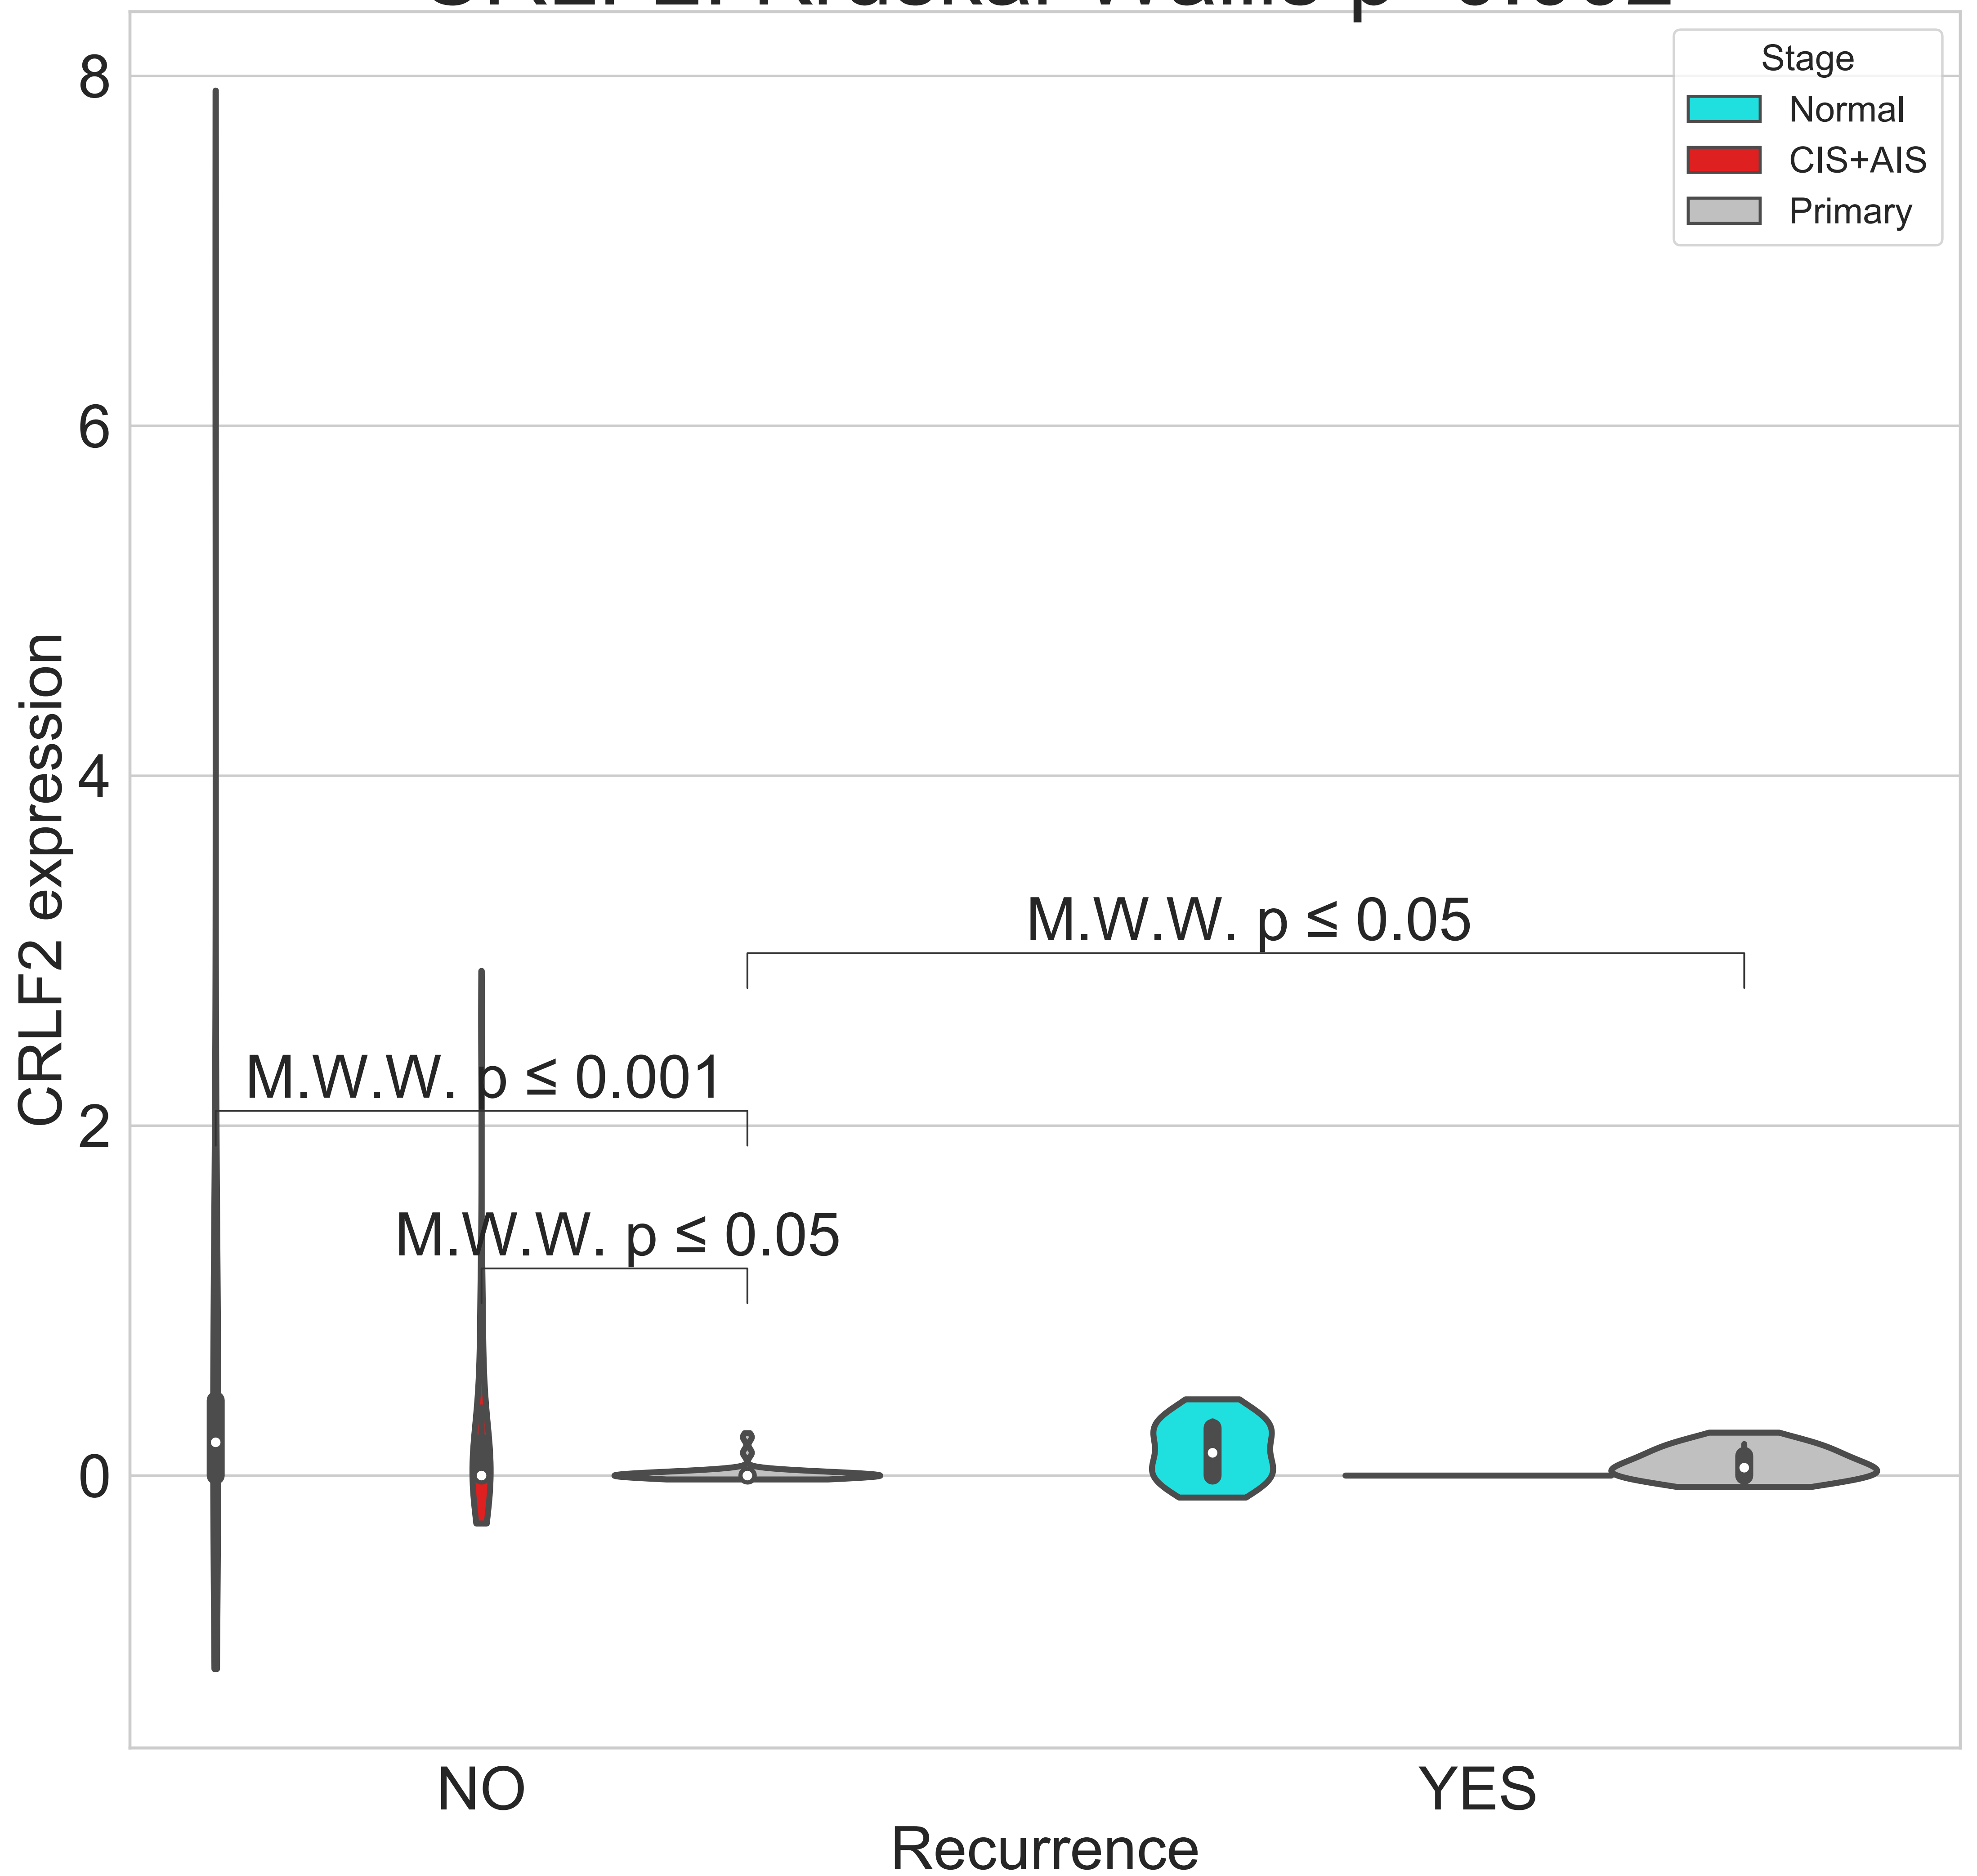 8
6
4
2
0
CRLF2 expression
Stage
Normal
CIS+AIS
Primary
M.W.W. p ≤ 0.05
M.W.W. p ≤ 0.001
M.W.W. p ≤ 0.05
NO
YES
Recurrence